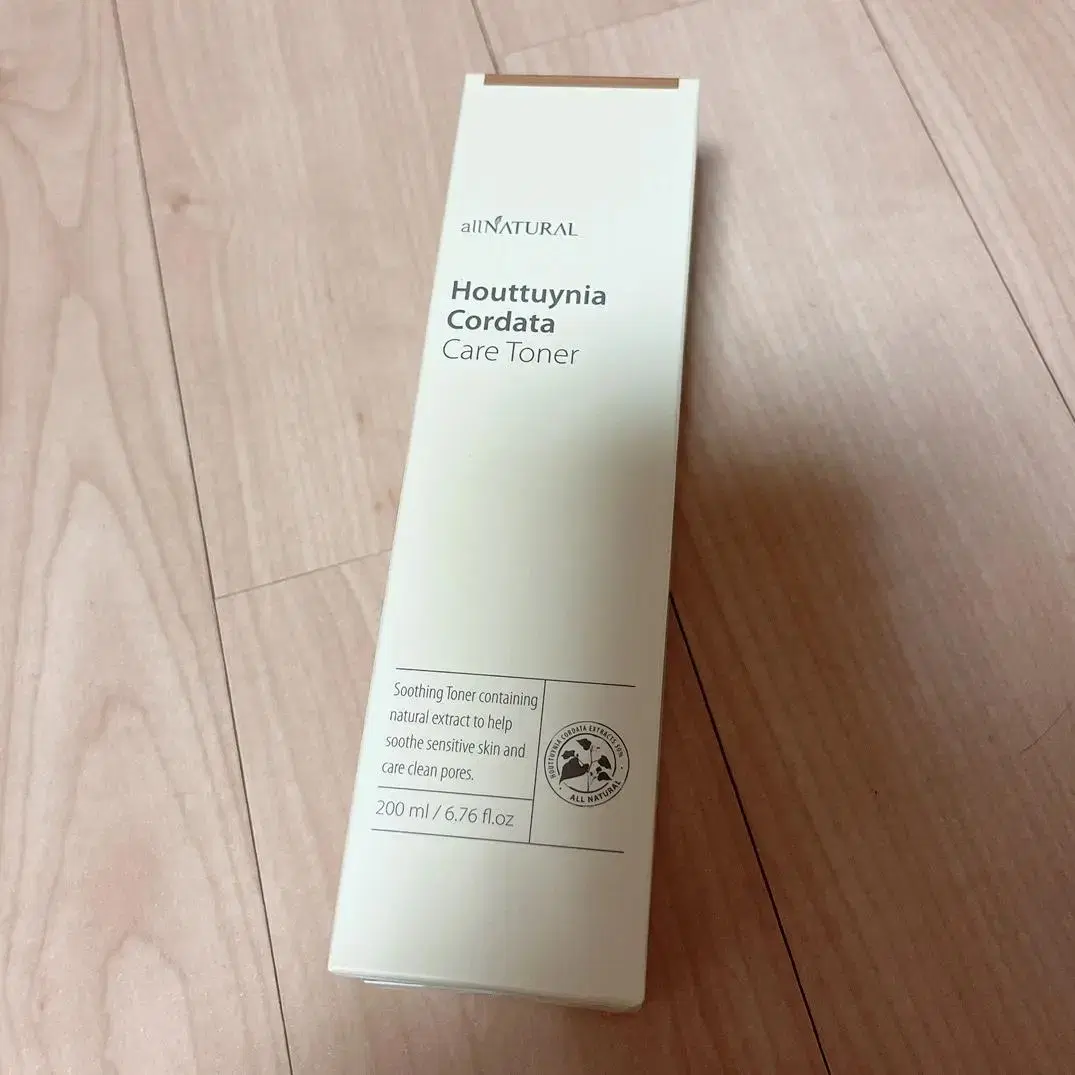 allNATURAL
Houttuynia
Cordata
Care Toner
Soothing Toner containing
natural extract to help
soothe sensitive skin and
care clean pores.
200 ml / 6.76 fl.oz
HOUTTUYNIA CORDATA EXTRACTS 50%
ALL NATURAL